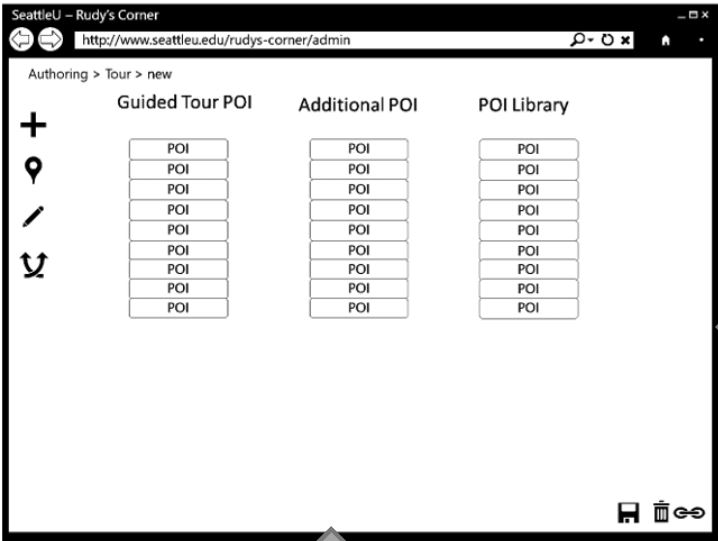 SeattleU – Rudy's Corner
http://www.seattleu.edu/rudys-corner/admin
Authoring > Tour > new
Guided Tour POI
POI
POI
POI
POI
POI
POI
POI
POI
POI
Additional POI
POI
POI
POI
POI
POI
POI
POI
POI
POI
POI Library
POI
POI
POI
POI
POI
POI
POI
POI
POI